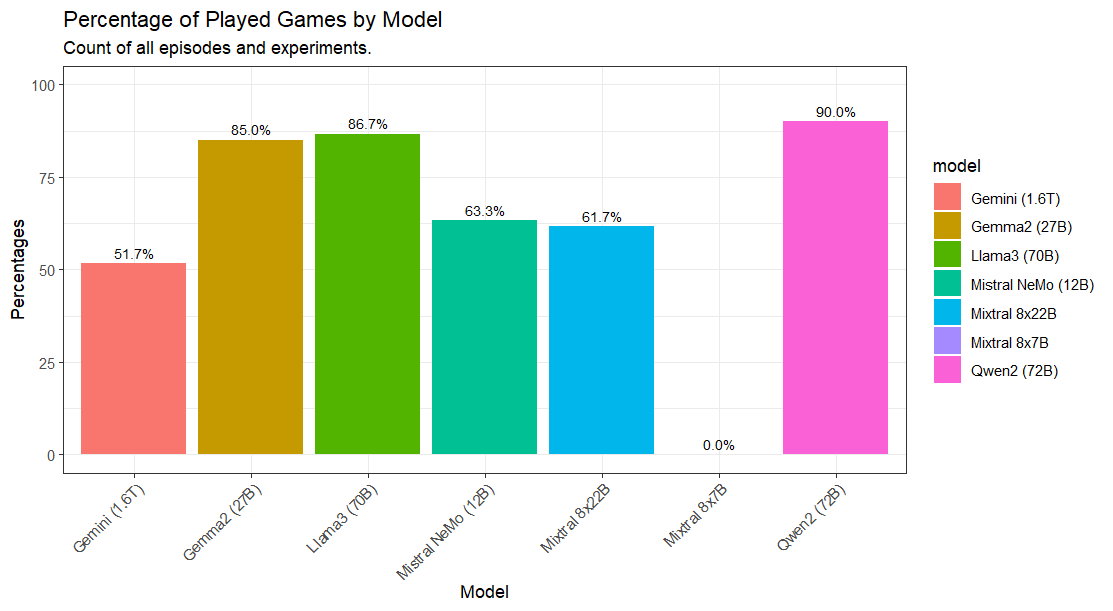 Percentage of Played Games by Model
Count of all episodes and experiments.
100
75
50
25
0
Percentages
51.7%
85.0%
86.7%
63.3%
61.7%
0.0%
90.0%
Gemini (1.6T)
Gemma2 (27B)
Llama3 (70B)
Mistral NeMo (12B)
Mixtral 8x22B
Mixtral 8x7B
Qwen2 (72B)
Model
model
Gemini (1.6T)
Gemma2 (27B)
Llama3 (70B)
Mistral NeMo (12B)
Mixtral 8x22B
Mixtral 8x7B
Qwen2 (72B)